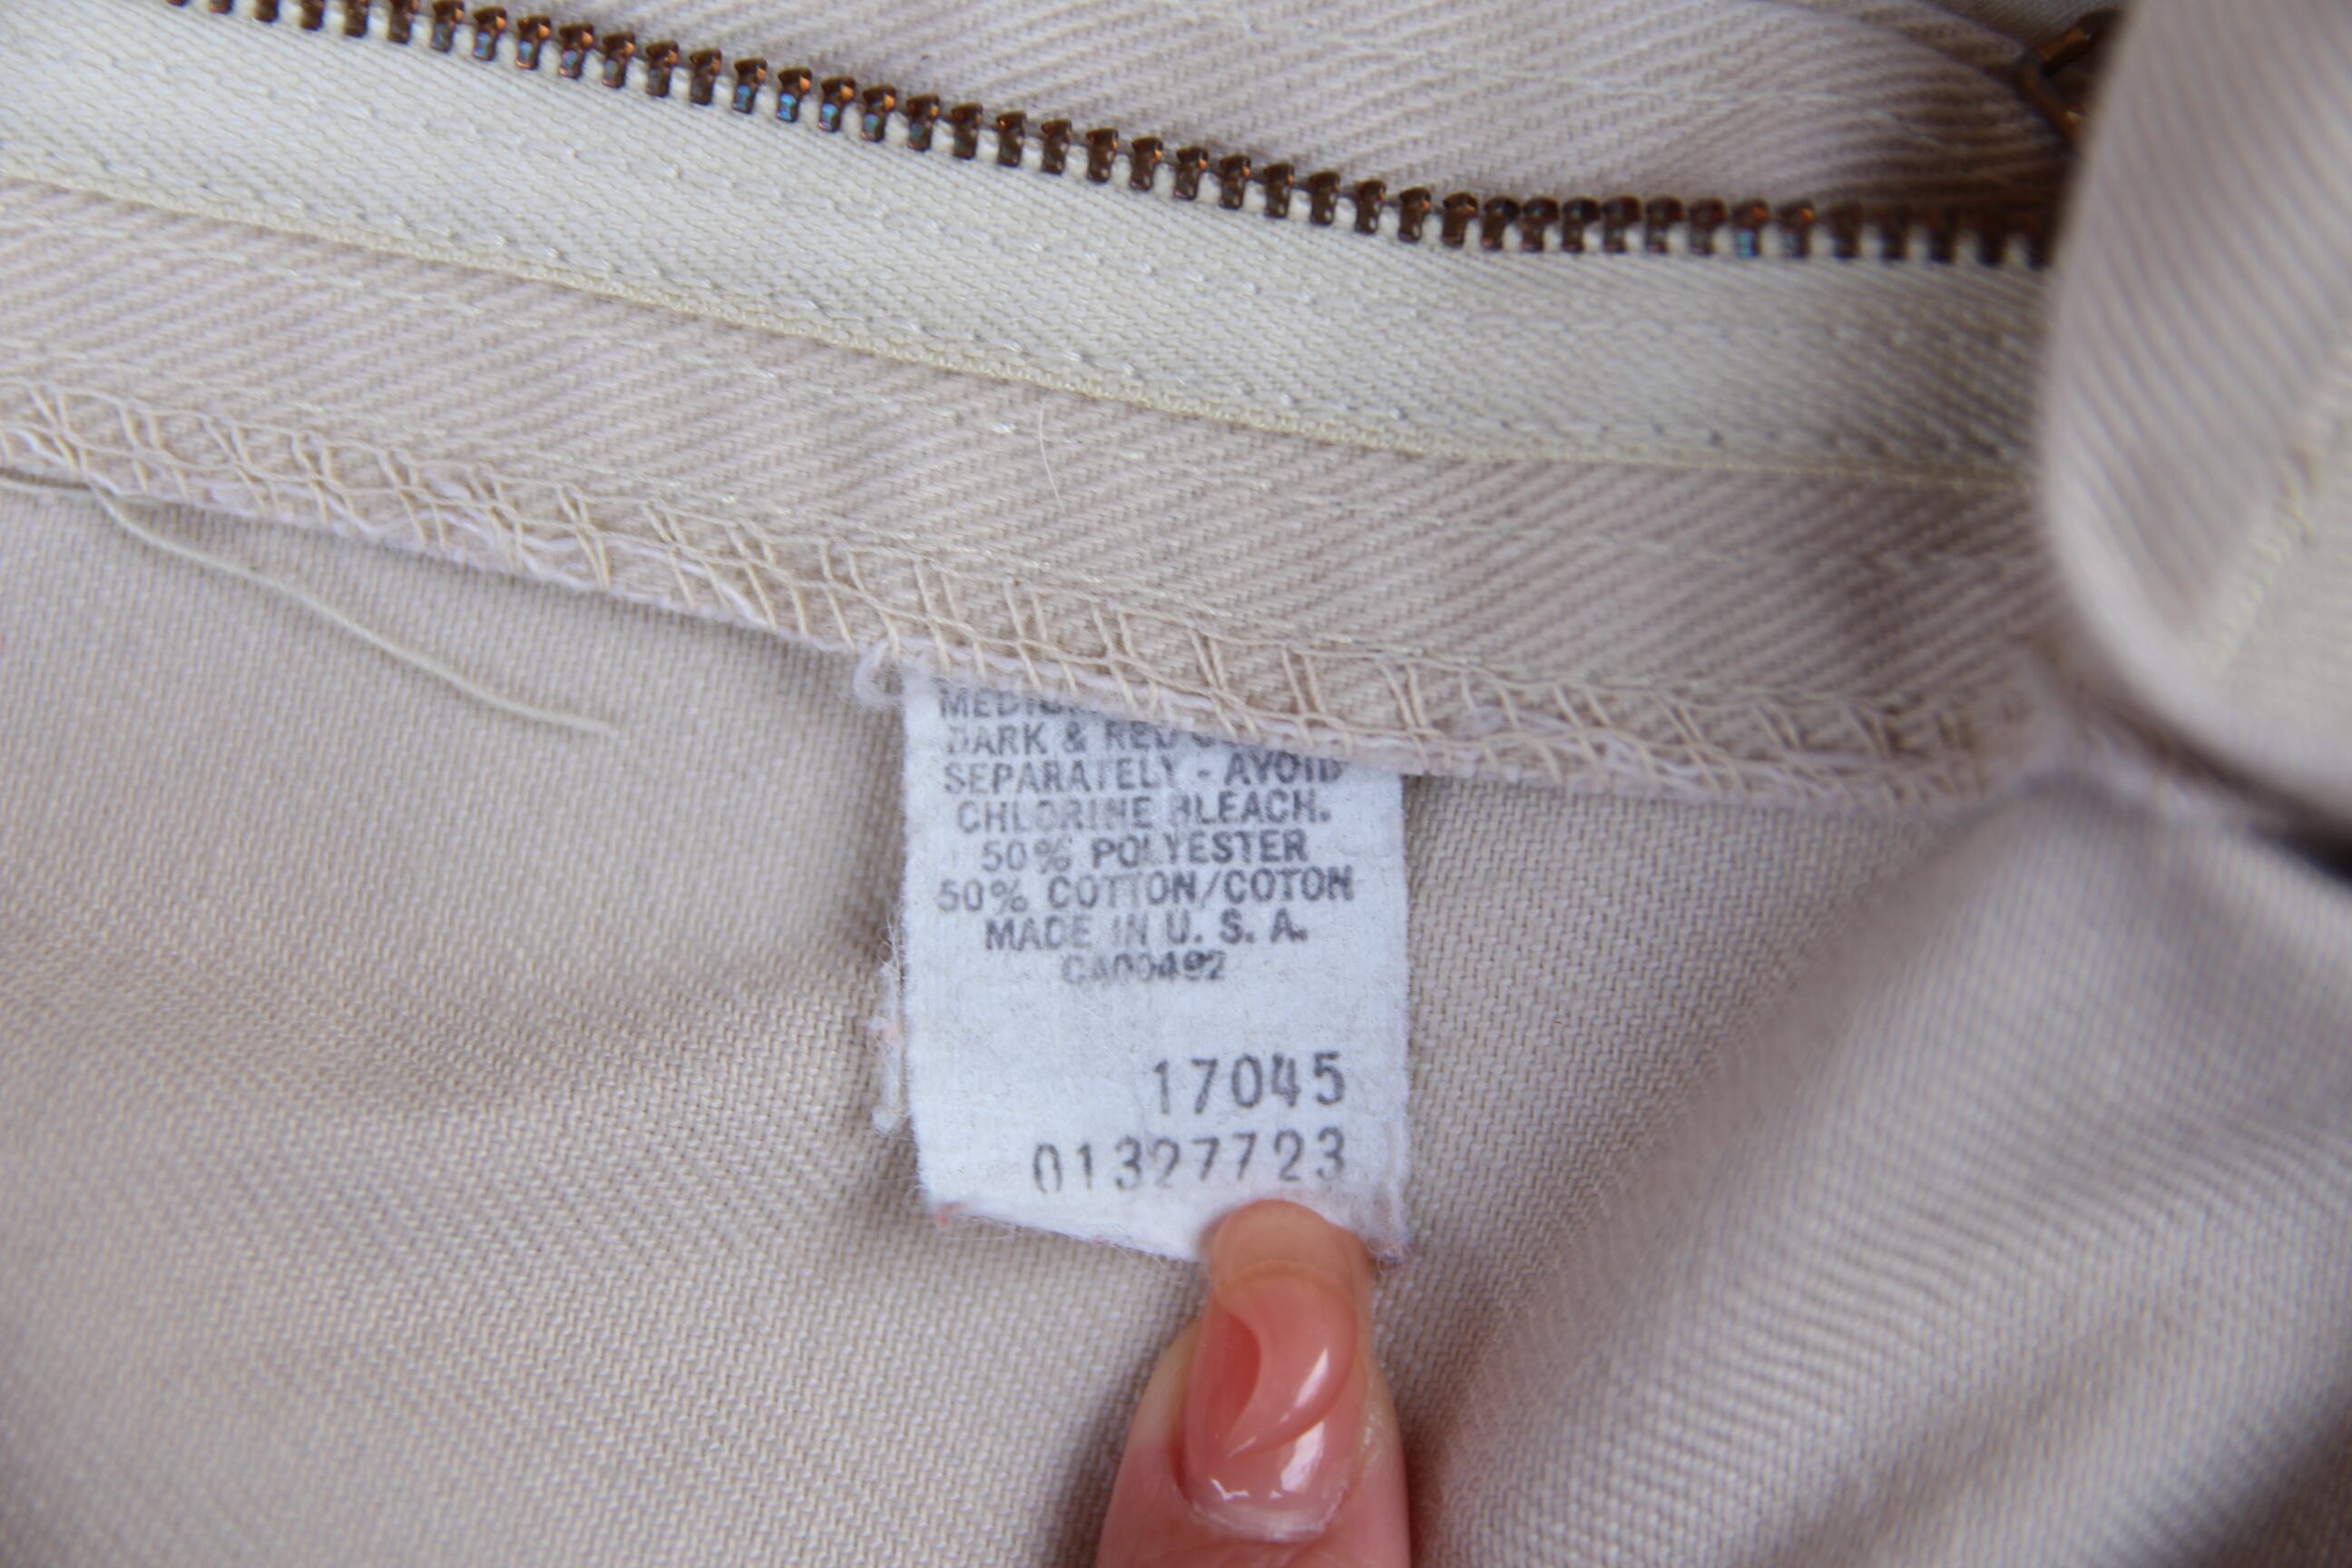 DARK & RED
SEPARATELY - AVOID
CHLORINE BLEACH.
50% POLYESTER
50% COTTON/COTON
MADE IN U. S. A.
CA00492
17045
01327723